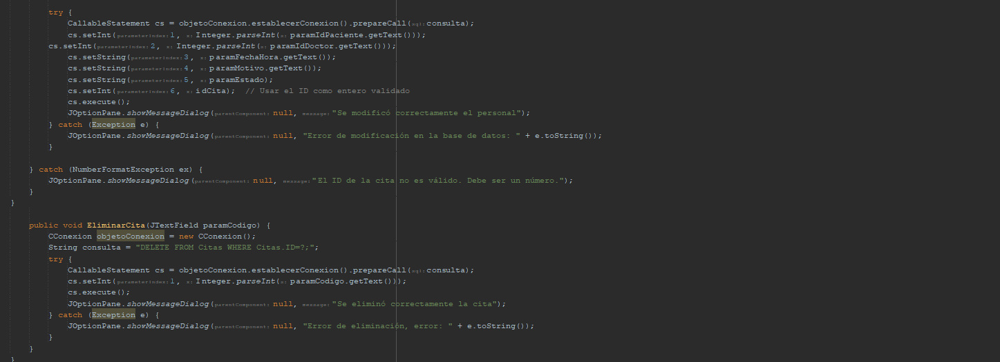 try {
CallableStatement cs = objetoConexion.establecerConexion().prepareCall(sql: consulta);
cs.setInt(parameterIndex: 1, x: Integer.parseInt(s: paramIdPaciente.getText()));
cs.setInt(parameterIndex: 2, x: Integer.parseInt(s: paramIdDoctor.getText()));
cs.setString(parameterIndex: 3, x: paramFechaHora.getText());
cs.setString(parameterIndex: 4, x: paramMotivo.getText());
cs.setString(parameterIndex: 5, x: paramEstado);
cs.setInt(parameterIndex: 6, x: idCita);  // Usar el ID como entero validado
cs.execute();
JOptionPane.showMessageDialog(parentComponent: null, message: "Se modificó correctamente el personal");
} catch (Exception e) {
JOptionPane.showMessageDialog(parentComponent: null, "Error de modificación en la base de datos: " + e.toString());
}
} catch (NumberFormatException ex) {
JOptionPane.showMessageDialog(parentComponent: null, message: "El ID de la cita no es válido. Debe ser un número.");
}
}
public void EliminarCita(JTextField paramCodigo) {
CConexion objetoConexion = new CConexion();
String consulta = "DELETE FROM Citas WHERE Citas.ID=?;";
try {
CallableStatement cs = objetoConexion.establecerConexion().prepareCall(sql: consulta);
cs.setInt(parameterIndex: 1, x: Integer.parseInt(s: paramCodigo.getText()));
cs.execute();
JOptionPane.showMessageDialog(parentComponent: null, message: "Se eliminó correctamente la cita");
} catch (Exception e) {
JOptionPane.showMessageDialog(parentComponent: null, "Error de eliminación, error: " + e.toString());
}
}
}